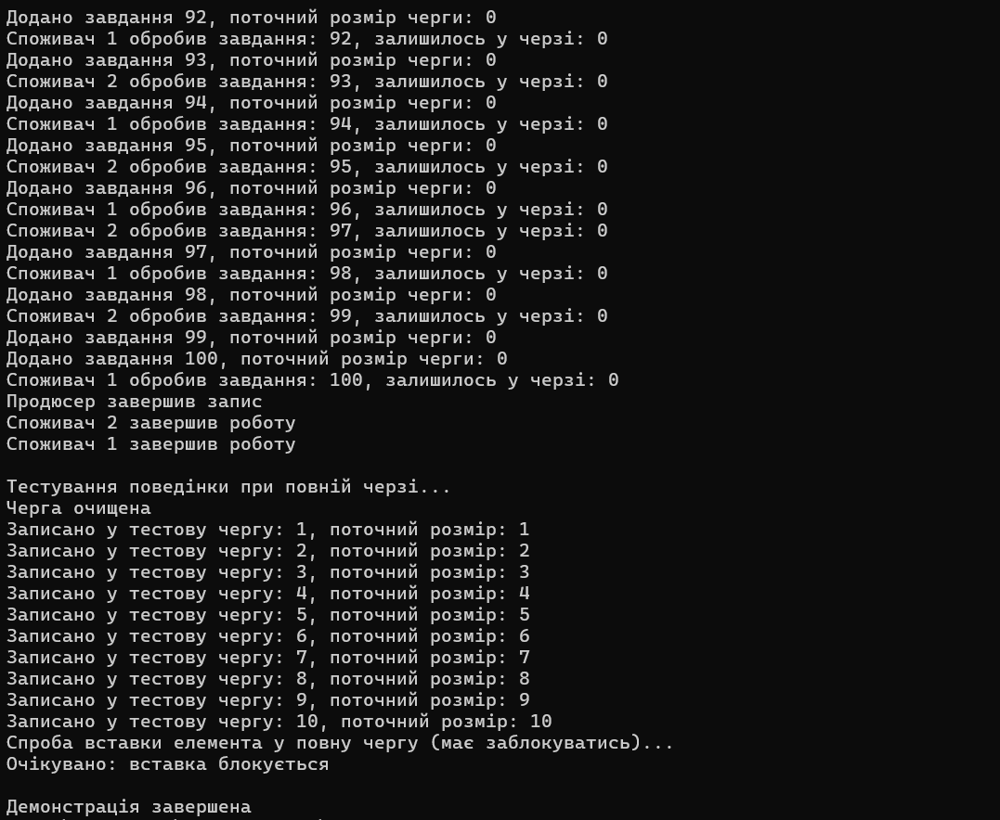 Додано завдання 92, поточний розмір черги: 0
Споживач 1 обробив завдання: 92, залишилось у черзі: 0
Додано завдання 93, поточний розмір черги: 0
Споживач 2 обробив завдання: 93, залишилось у черзі: 0
Додано завдання 94, поточний розмір черги: 0
Споживач 1 обробив завдання: 94, залишилось у черзі: 0
Додано завдання 95, поточний розмір черги: 0
Споживач 2 обробив завдання: 95, залишилось у черзі: 0
Додано завдання 96, поточний розмір черги: 0
Споживач 1 обробив завдання: 96, залишилось у черзі: 0
Споживач 2 обробив завдання: 97, залишилось у черзі: 0
Додано завдання 97, поточний розмір черги: 0
Споживач 1 обробив завдання: 98, залишилось у черзі: 0
Додано завдання 98, поточний розмір черги: 0
Споживач 2 обробив завдання: 99, залишилось у черзі: 0
Додано завдання 99, поточний розмір черги: 0
Додано завдання 100, поточний розмір черги: 0
Споживач 1 обробив завдання: 100, залишилось у черзі: 0
Продюсер завершив запис
Споживач 2 завершив роботу
Споживач 1 завершив роботу
Тестування поведінки при повній черзі...
Черга очищена
Записано у тестову чергу: 1, поточний розмір: 1
Записано у тестову чергу: 2, поточний розмір: 2
Записано у тестову чергу: 3, поточний розмір: 3
Записано у тестову чергу: 4, поточний розмір: 4
Записано у тестову чергу: 5, поточний розмір: 5
Записано у тестову чергу: 6, поточний розмір: 6
Записано у тестову чергу: 7, поточний розмір: 7
Записано у тестову чергу: 8, поточний розмір: 8
Записано у тестову чергу: 9, поточний розмір: 9
Записано у тестову чергу: 10, поточний розмір: 10
Спроба вставки елемента у повну чергу (має заблокуватись)...
Очікувано: вставка блокується
Демонстрація завершена